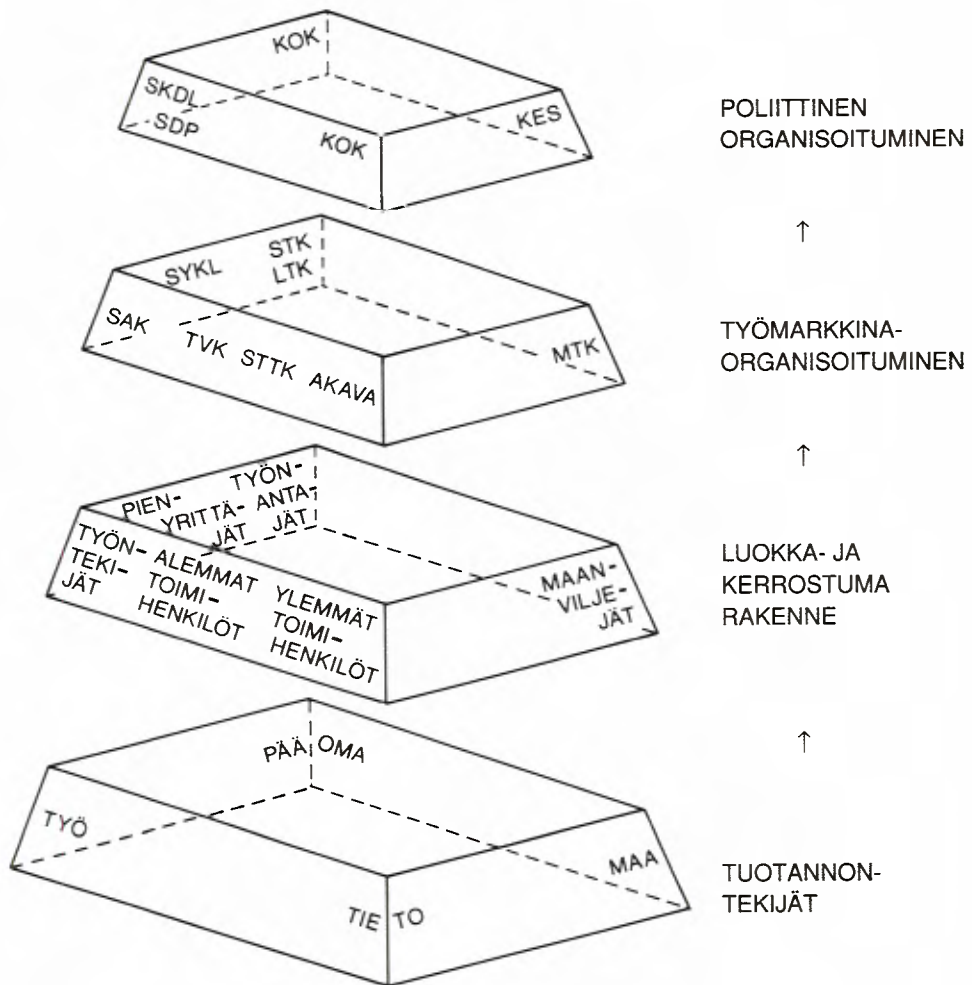 KOK
SKDL
SDP
KOK
KES
POLIITTINEN
ORGANISOITUMINEN
↑
SYKL
STK
LTK
SAK
TVK STTK AKAVA
MTK
TYÖMARKKINA-
ORGANISOITUMINEN
↑
PIEN-
YRITTÄ-
JÄT
TYÖN-
ANTA-
JÄT
TYÖN-
TEKI-
JÄT
ALEMMAT
TOIMI-
HENKILÖT
YLEMMÄT
TOIMI-
HENKILÖT
MAAN-
VILJE-
JÄT
LUOKKA- JA
KERROSTUMA
RAKENNE
↑
PÄÄ OMA
TYÖ
TIE TO
MAA
TUOTANNON-
TEKIJÄT